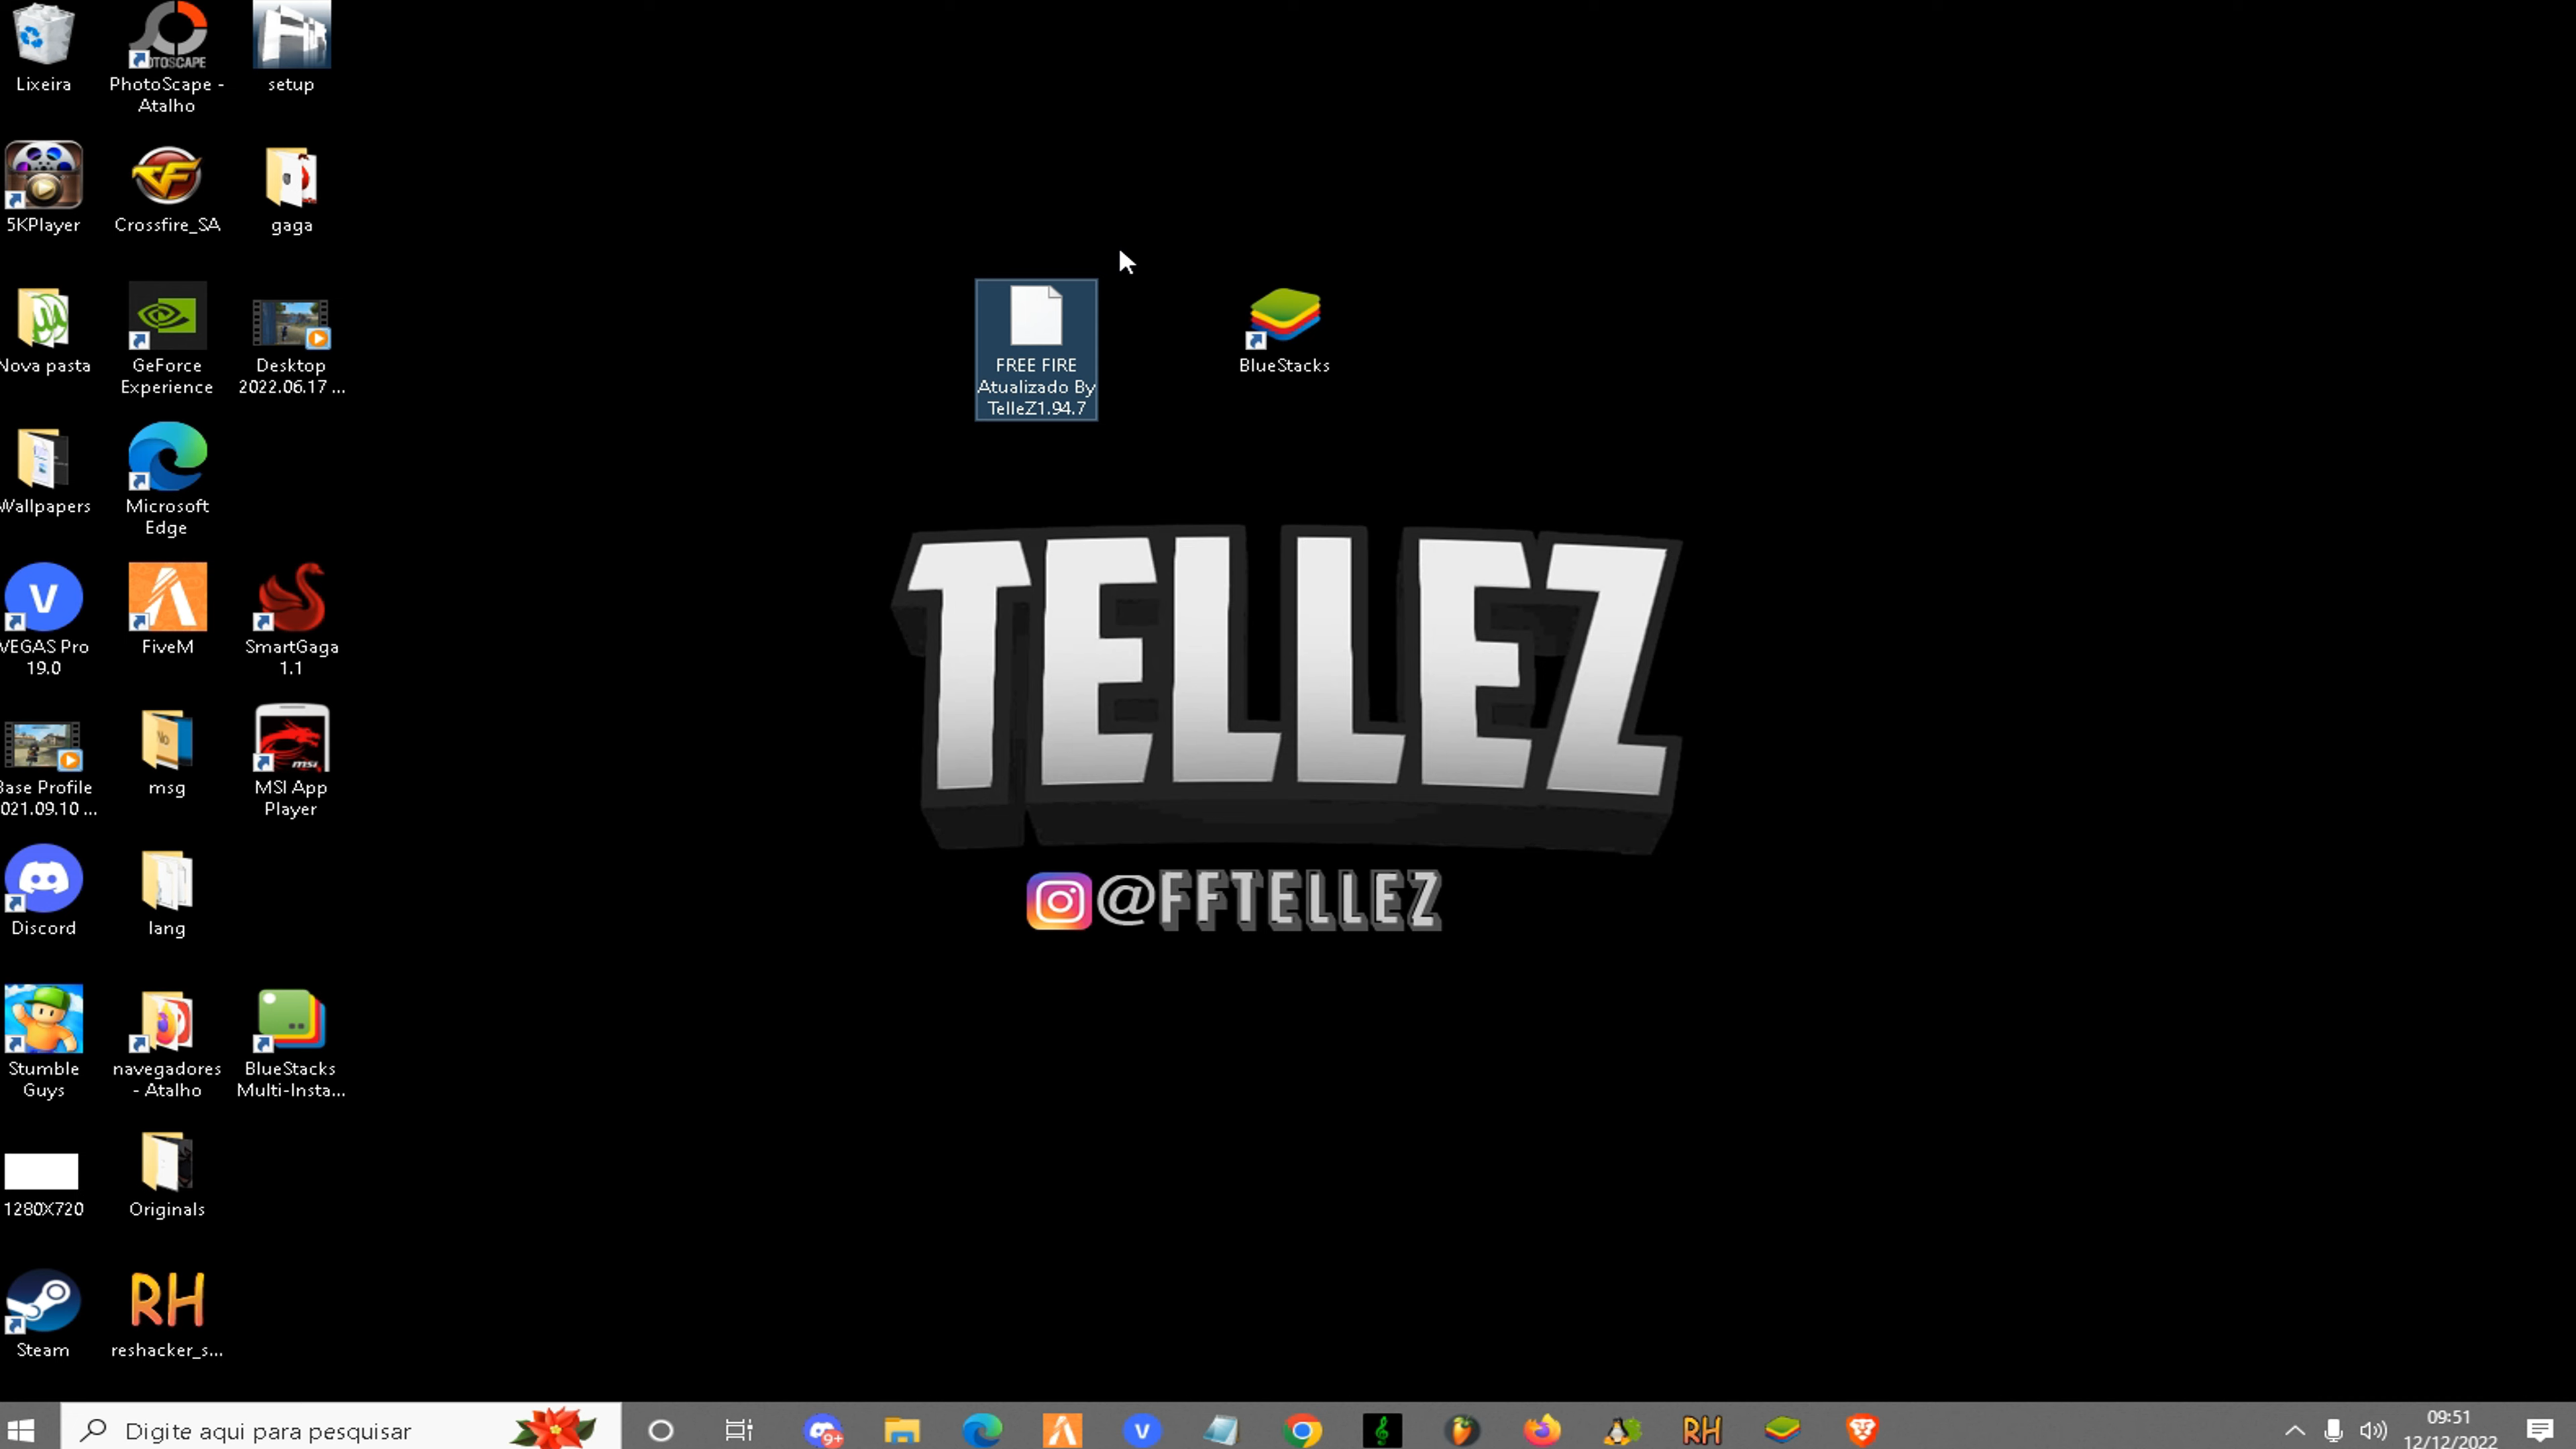 Lixeira
PhotoScape -
Atalho
setup
5KPlayer
Crossfire_SA
gaga
Nova pasta
GeForce
Experience
Desktop
2022.06.17 ...
FREE FIRE
Atualizado By
TelleZ1.94.7
BlueStacks
Wallpapers
Microsoft
Edge
VEGAS Pro
19.0
FiveM
SmartGaga
1.1
TELLEZ
Base Profile
021.09.10 ...
msg
MSI App
Player
@FFTELLEZ
Discord
lang
Stumble
Guys
navegadores
- Atalho
BlueStacks
Multi-Insta...
1280X720
Originals
Steam
RH
reshacker_s...
Digite aqui para pesquisar
9+
RH
09:51
12/12/2022